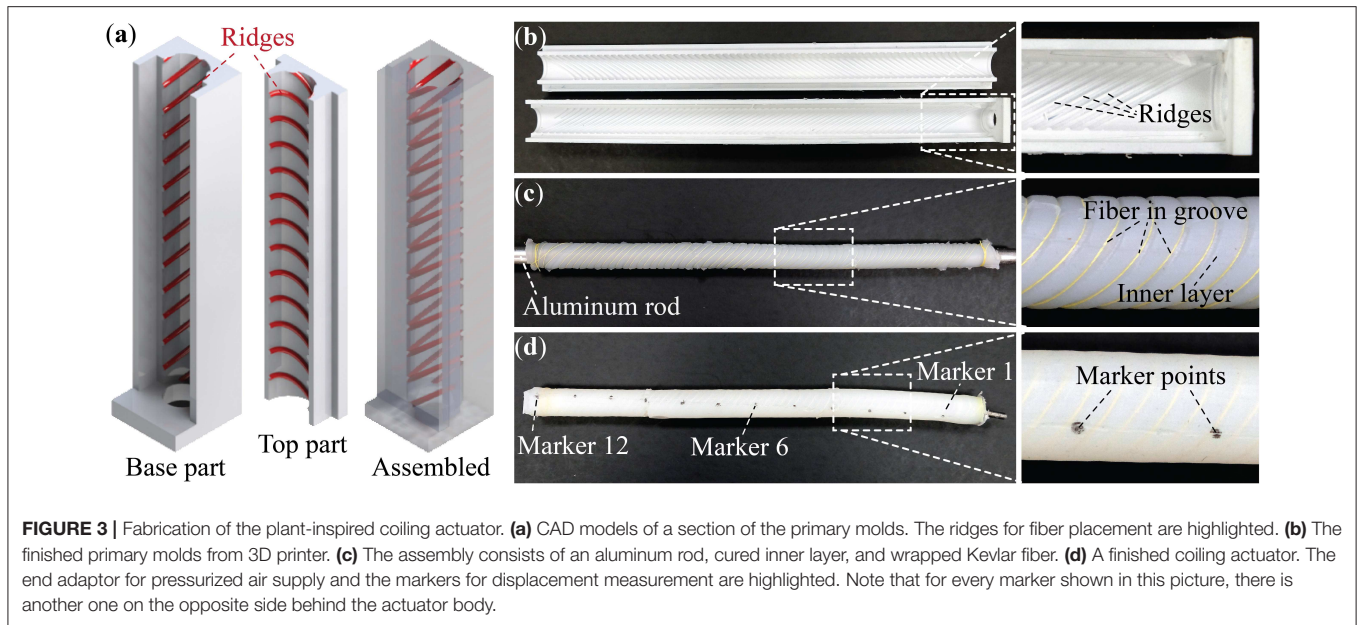 (a)
Ridges
Base part
Top part
Assembled
(b)
Ridges
(c)
Aluminum rod
Fiber in groove
Inner layer
(d)
Marker 12
Marker 6
Marker 1
Marker points
FIGURE 3 | Fabrication of the plant-inspired coiling actuator. (a) CAD models of a section of the primary molds. The ridges for fiber placement are highlighted. (b) The
finished primary molds from 3D printer. (c) The assembly consists of an aluminum rod, cured inner layer, and wrapped Kevlar fiber. (d) A finished coiling actuator. The
end adaptor for pressurized air supply and the markers for displacement measurement are highlighted. Note that for every marker shown in this picture, there is
another one on the opposite side behind the actuator body.